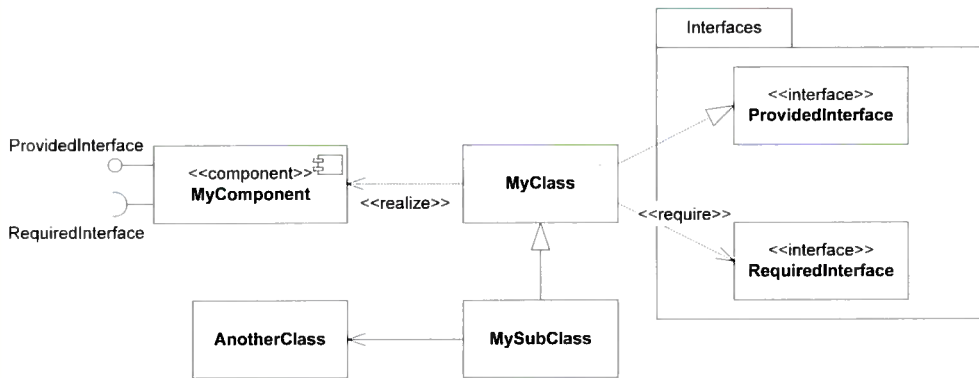 Interfaces
<<interface>>
ProvidedInterface
ProvidedInterface
<<component>>
MyComponent
<<realize>>
MyClass
<<require>>
RequiredInterface
<<interface>>
RequiredInterface
AnotherClass
MySubClass